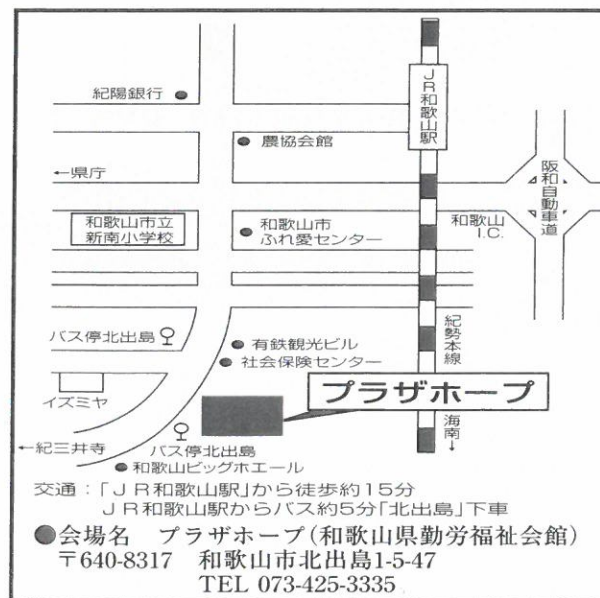 紀陽銀行
JR和歌山駅
農協会館
←県庁
阪和自動車道
和歌山市立
新南小学校
和歌山市
ふれ愛センター
和歌山
I.C.
バス停北出島
有鉄観光ビル
社会保険センター
紀勢本線
イズミヤ
プラザホープ
海南→
←紀三井寺
バス停北出島
和歌山ビッグホエール
交通:「JR和歌山駅」から徒歩約15分
JR和歌山駅からバス約5分「北出島」下車
●会場名 プラザホープ(和歌山県勤労福祉会館)
〒640-8317 和歌山市北出島1-5-47
TEL 073-425-3335